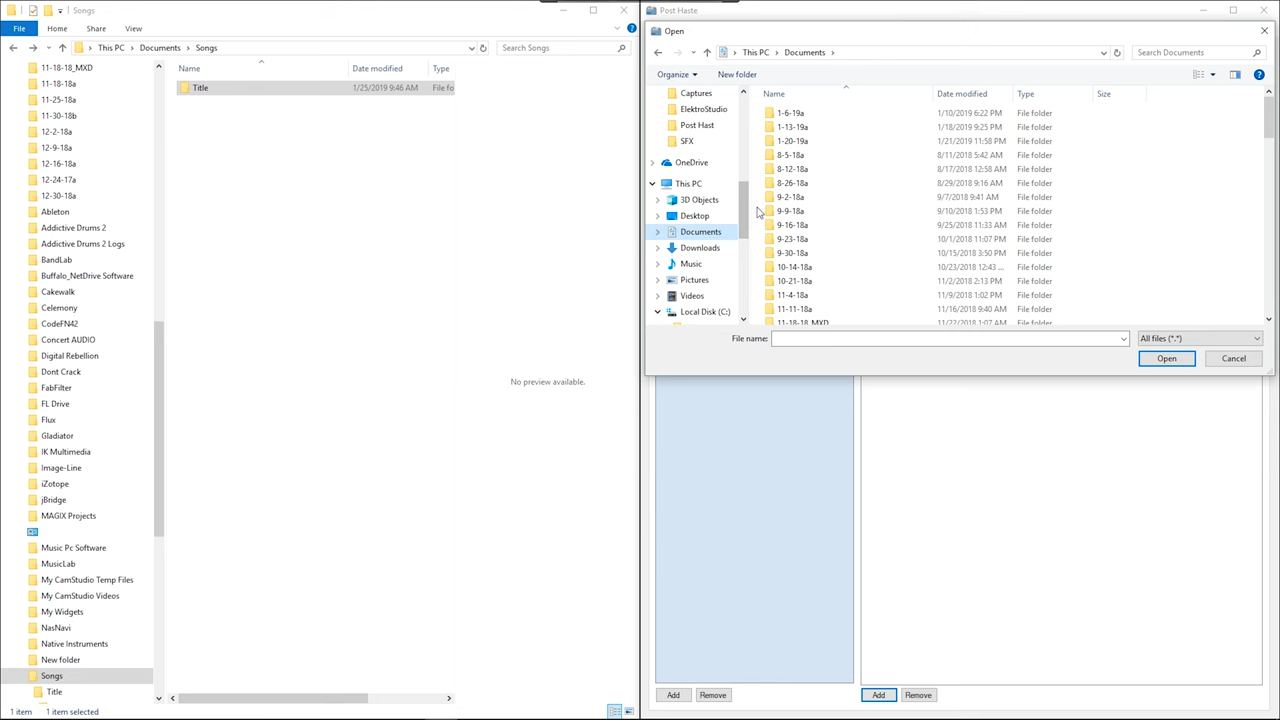 Songs
File Home Share View
This PC Documents Songs
Search Songs
Name Date modified Type
Title 1/25/2019 9:46 AM File fo
11-18-18_MXD
11-18-18a
11-25-18a
11-30-18b
12-2-18a
12-9-18a
12-16-18a
12-24-17a
12-30-18a
Ableton
Addictive Drums 2
Addictive Drums 2 Logs
BandLab
Buffalo_NetDrive Software
Cakewalk
Celemony
CodeFN42
Concert AUDIO
Digital Rebellion
Dont Crack
FabFilter
FL Drive
Flux
Gladiator
IK Multimedia
Image-Line
iZotope
jBridge
MAGIX Projects
Music Pc Software
MusicLab
My CamStudio Temp Files
My CamStudio Videos
My Widgets
NasNavi
Native Instruments
New folder
Songs
Title
No preview available.
1 item 1 item selected
Post Haste
Open
This PC Documents
Search Documents
Organize New folder
Captures
ElektroStudio
Post Hast
SFX
OneDrive
This PC
3D Objects
Desktop
Documents
Downloads
Music
Pictures
Videos
Local Disk (C:)
Name Date modified Type Size
1-6-19a 1/10/2019 6:22 PM File folder
1-13-19a 1/18/2019 9:25 PM File folder
1-20-19a 1/21/2019 11:58 PM File folder
8-5-18a 8/11/2018 5:42 AM File folder
8-12-18a 8/17/2018 12:58 AM File folder
8-26-18a 8/29/2018 9:16 AM File folder
9-2-18a 9/7/2018 9:41 AM File folder
9-9-18a 9/10/2018 1:53 PM File folder
9-16-18a 9/25/2018 11:33 AM File folder
9-23-18a 10/1/2018 11:07 PM File folder
9-30-18a 10/15/2018 3:50 PM File folder
10-14-18a 10/23/2018 12:43 ... File folder
10-21-18a 11/2/2018 2:13 PM File folder
11-4-18a 11/9/2018 1:02 PM File folder
11-11-18a 11/16/2018 9:40 AM File folder
11-18-18_MXD 11/22/2018 1:07 AM File folder
File name: All files (*.*)
Open Cancel
Add Remove Add Remove